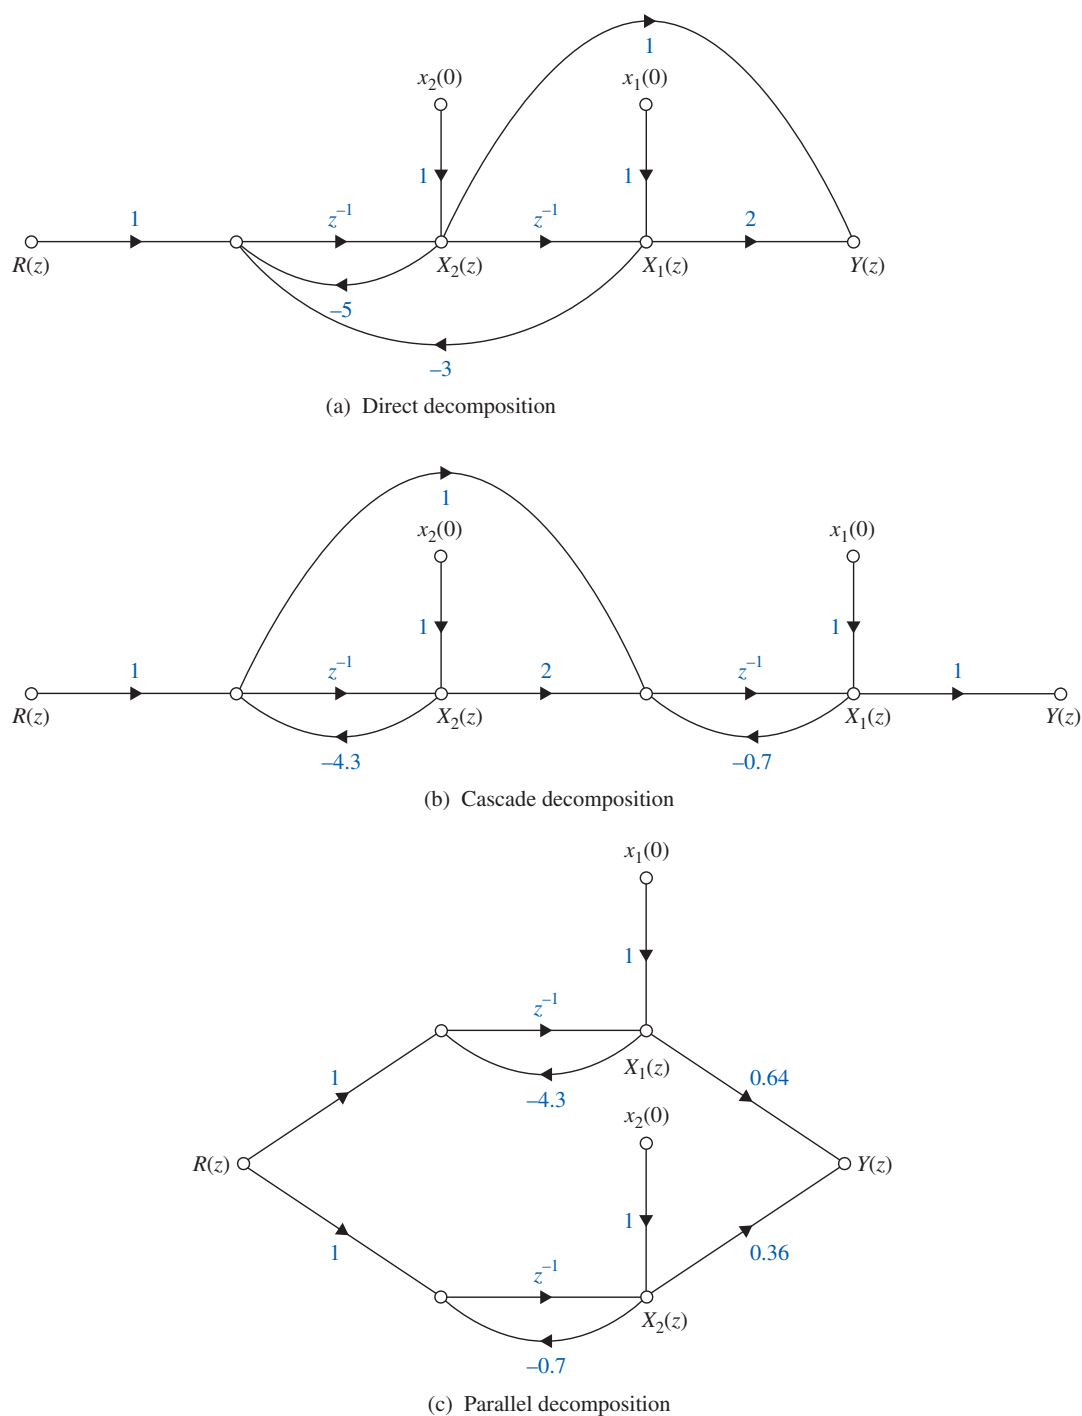 1
x₂(0) x₁(0)
1 1
1 z⁻¹ z⁻¹ 2
R(z) X₂(z) X₁(z) Y(z)
–5
–3
(a) Direct decomposition
1
x₂(0) x₁(0)
1 1
1 z⁻¹ 2 z⁻¹ 1
R(z) X₂(z) X₁(z) Y(z)
–4.3 –0.7
(b) Cascade decomposition
x₁(0)
1
z⁻¹
X₁(z)
1 –4.3 0.64
x₂(0)
R(z) Y(z)
1
1 0.36
z⁻¹
X₂(z)
–0.7
(c) Parallel decomposition